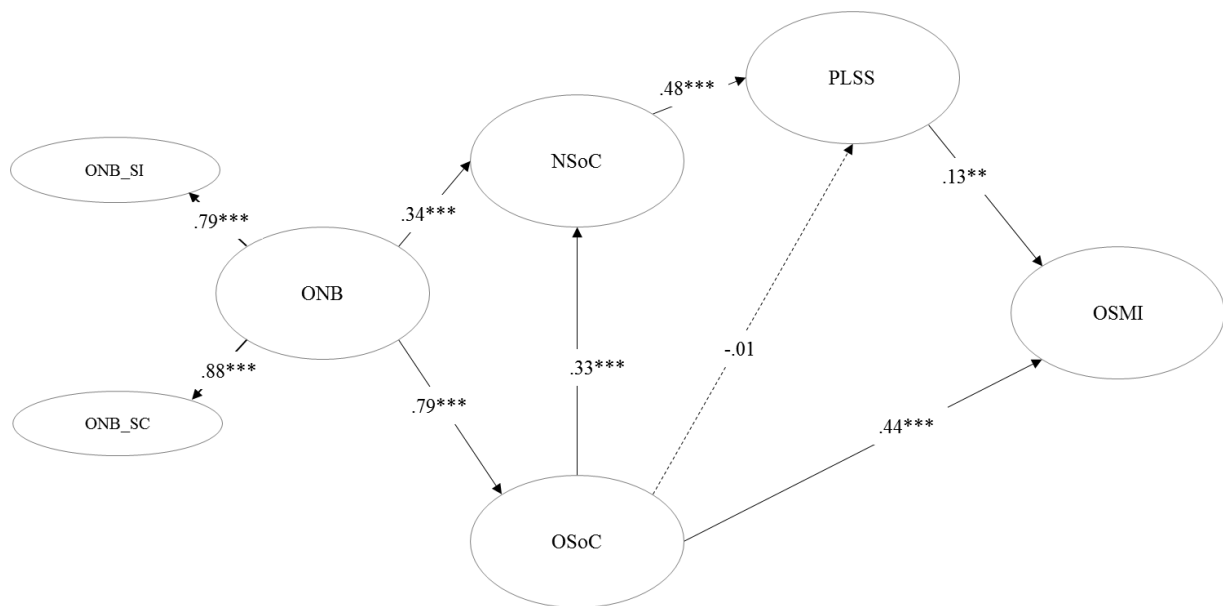 PLSS
.48***
NSoC
ONB_SI
.13**
.79***
.34***
ONB
OSMI
-.01
.33***
.88***
.79***
ONB_SC
.44***
OSoC